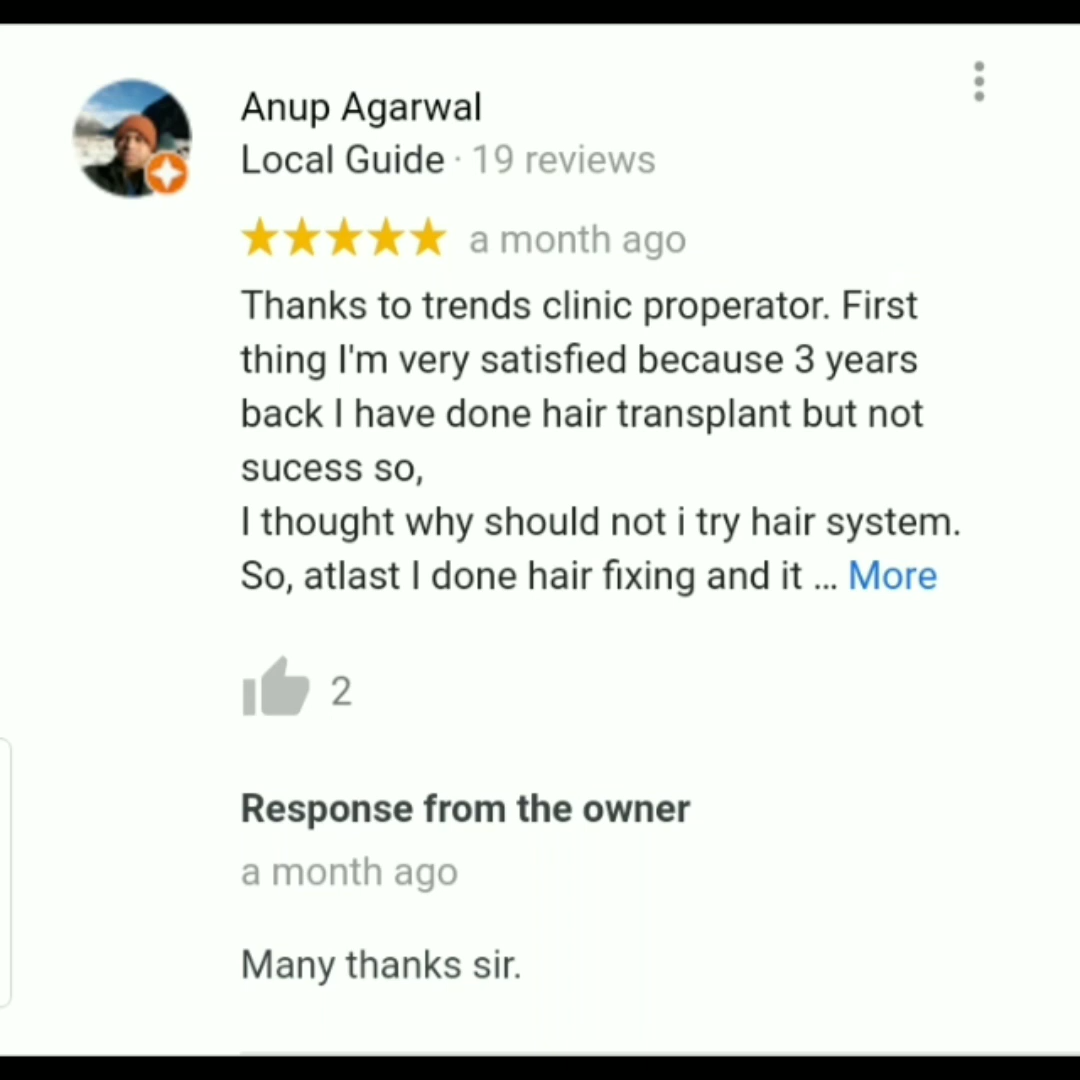 Anup Agarwal
Local Guide · 19 reviews
a month ago
Thanks to trends clinic properator. First
thing I'm very satisfied because 3 years
back I have done hair transplant but not
sucess so,
I thought why should not i try hair system.
So, atlast I done hair fixing and it ... More
2
Response from the owner
a month ago
Many thanks sir.